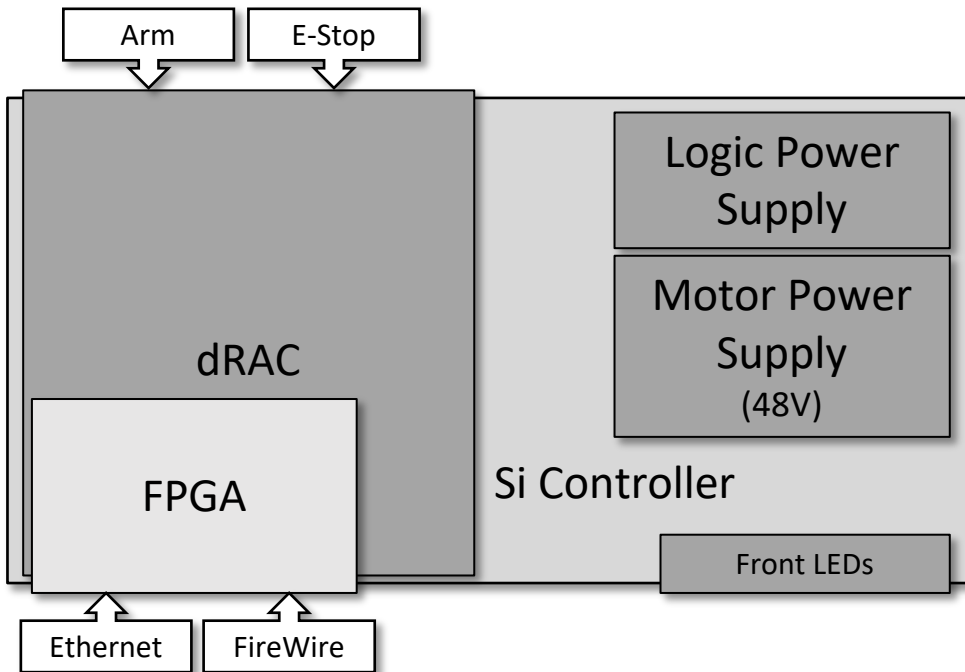 Arm
E-Stop
Logic Power
Supply
Motor Power
Supply
(48V)
dRAC
FPGA
Si Controller
Front LEDs
Ethernet
FireWire